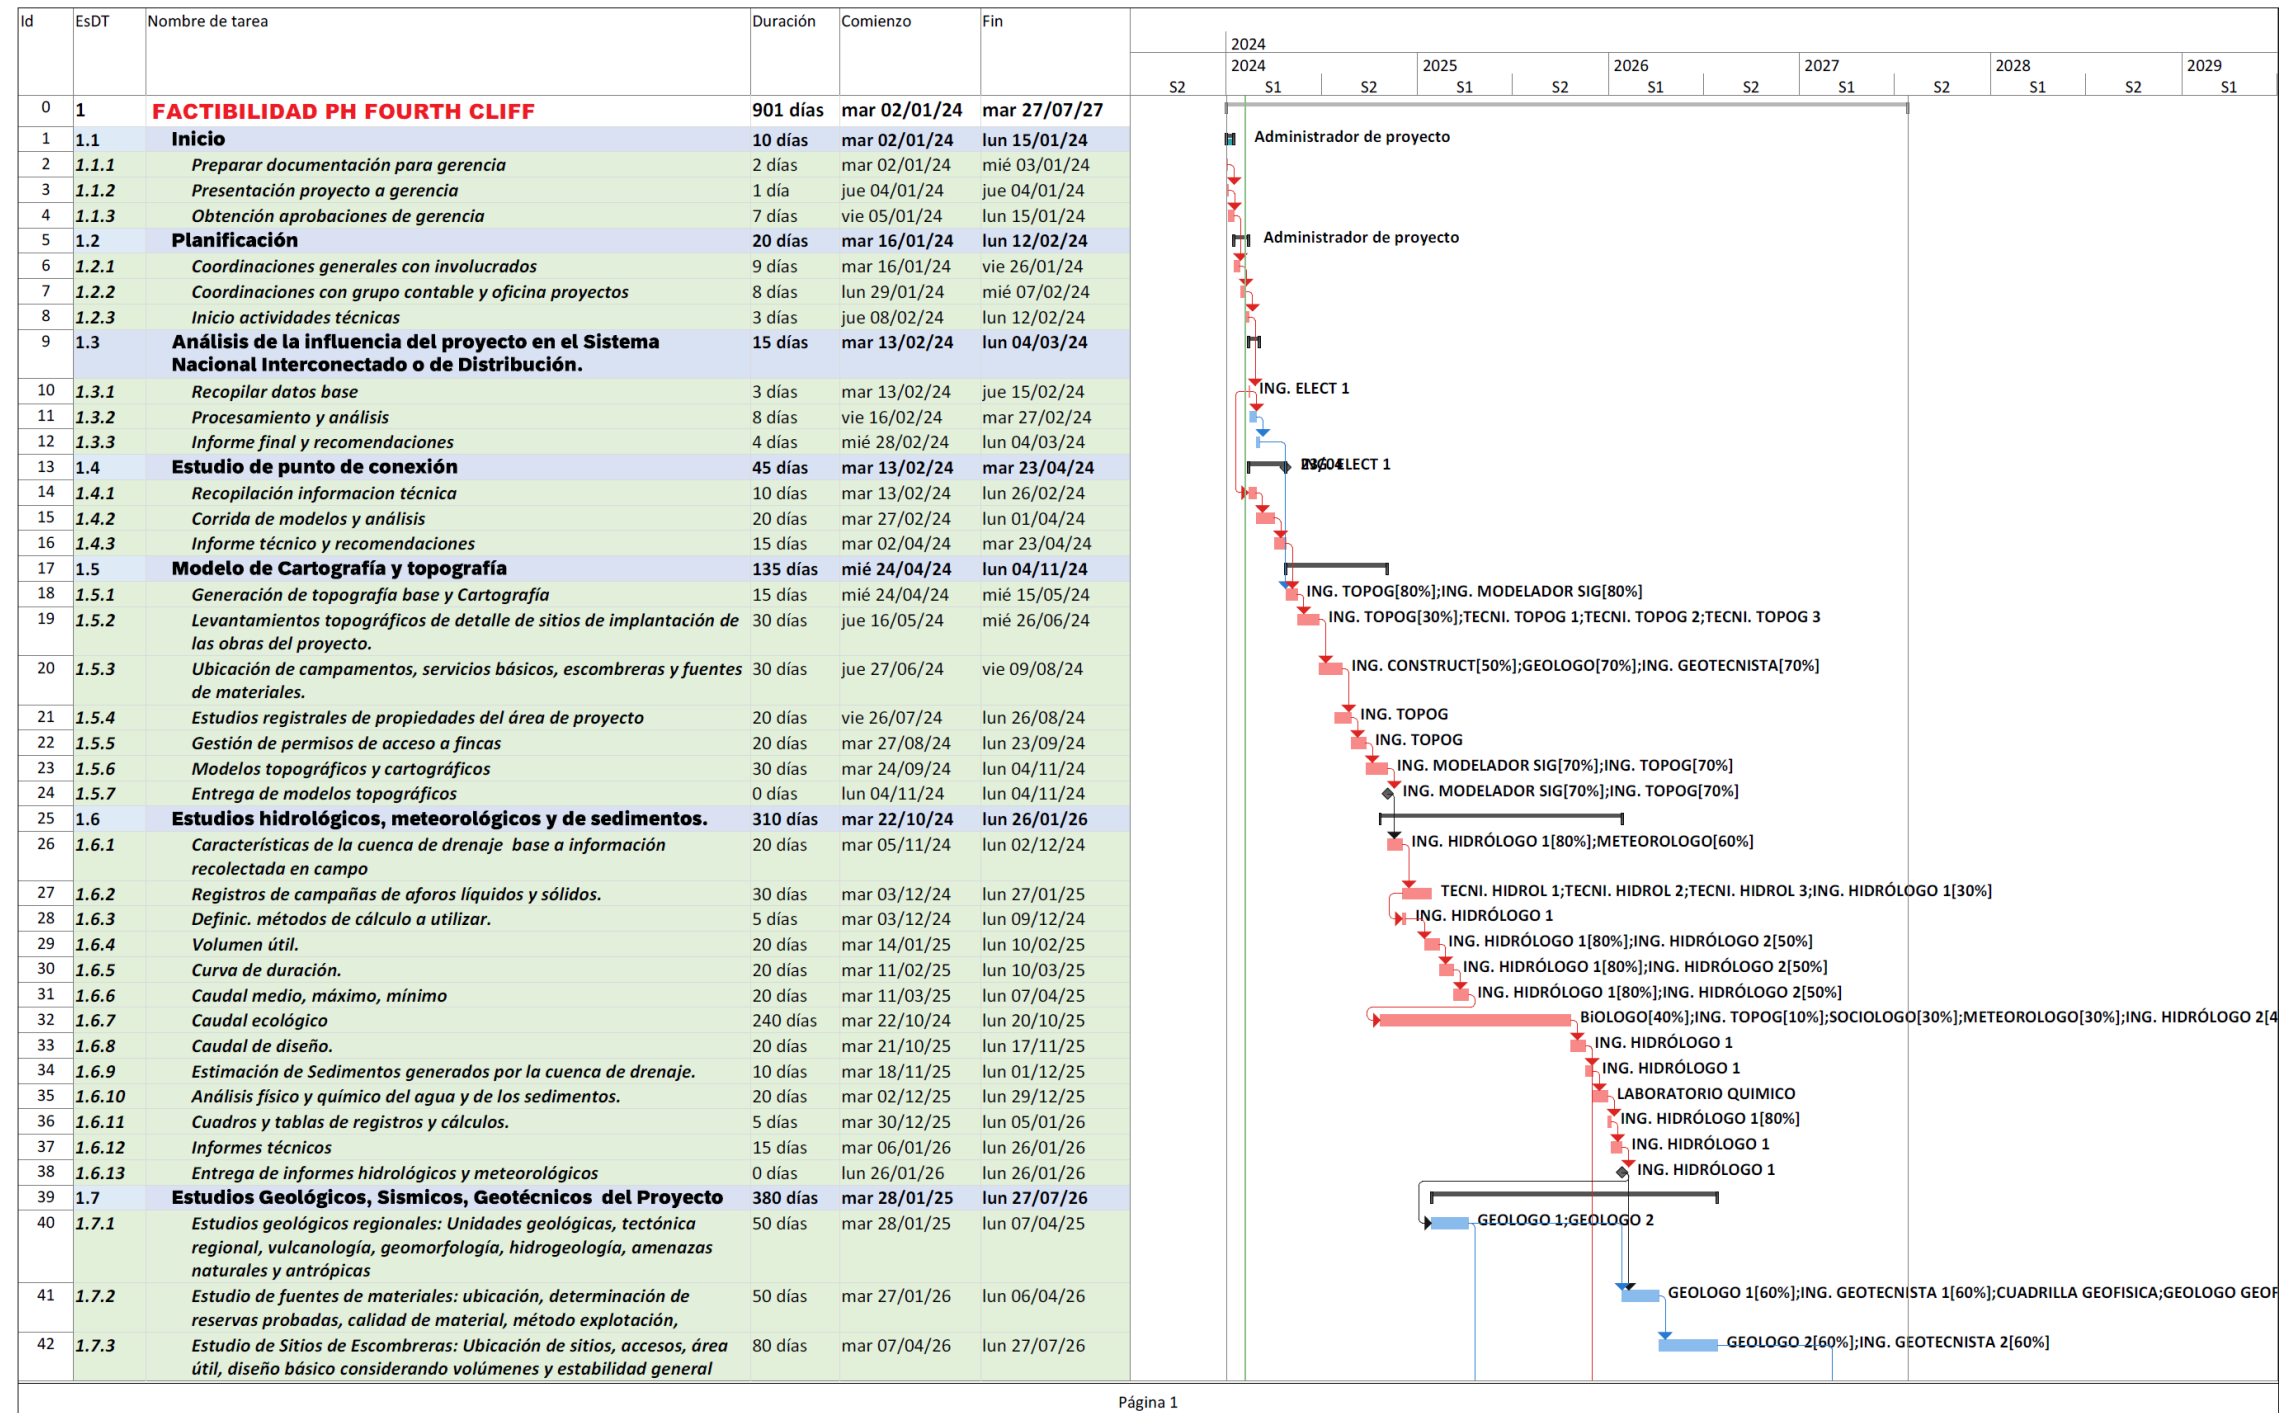 Id EsDT Nombre de tarea Duración Comienzo Fin
2024
2024 2025 2026 2027 2028 2029
S2 S1 S2 S1 S2 S1 S2 S1 S2 S1 S2 S1
0 1 FACTIBILIDAD PH FOURTH CLIFF 901 días mar 02/01/24 mar 27/07/27
1 1.1 Inicio 10 días mar 02/01/24 lun 15/01/24 Administrador de proyecto
2 1.1.1 Preparar documentación para gerencia 2 días mar 02/01/24 mié 03/01/24
3 1.1.2 Presentación proyecto a gerencia 1 día jue 04/01/24 jue 04/01/24
4 1.1.3 Obtención aprobaciones de gerencia 7 días vie 05/01/24 lun 15/01/24
5 1.2 Planificación 20 días mar 16/01/24 lun 12/02/24 Administrador de proyecto
6 1.2.1 Coordinaciones generales con involucrados 9 días mar 16/01/24 vie 26/01/24
7 1.2.2 Coordinaciones con grupo contable y oficina proyectos 8 días lun 29/01/24 mié 07/02/24
8 1.2.3 Inicio actividades técnicas 3 días jue 08/02/24 lun 12/02/24
9 1.3 Análisis de la influencia del proyecto en el Sistema 15 días mar 13/02/24 lun 04/03/24
Nacional Interconectado o de Distribución.
10 1.3.1 Recopilar datos base 3 días mar 13/02/24 jue 15/02/24 ING. ELECT 1
11 1.3.2 Procesamiento y análisis 8 días vie 16/02/24 mar 27/02/24
12 1.3.3 Informe final y recomendaciones 4 días mié 28/02/24 lun 04/03/24
13 1.4 Estudio de punto de conexión 45 días mar 13/02/24 mar 23/04/24 23/04 ING. ELECT 1
14 1.4.1 Recopilación informacion técnica 10 días mar 13/02/24 lun 26/02/24
15 1.4.2 Corrida de modelos y análisis 20 días mar 27/02/24 lun 01/04/24
16 1.4.3 Informe técnico y recomendaciones 15 días mar 02/04/24 mar 23/04/24
17 1.5 Modelo de Cartografía y topografía 135 días mié 24/04/24 lun 04/11/24
18 1.5.1 Generación de topografía base y Cartografía 15 días mié 24/04/24 mié 15/05/24 ING. TOPOG[80%];ING. MODELADOR SIG[80%]
19 1.5.2 Levantamientos topográficos de detalle de sitios de implantación de 30 días jue 16/05/24 mié 26/06/24 ING. TOPOG[30%];TECNI. TOPOG 1;TECNI. TOPOG 2;TECNI. TOPOG 3
las obras del proyecto.
20 1.5.3 Ubicación de campamentos, servicios básicos, escombreras y fuentes 30 días jue 27/06/24 vie 09/08/24 ING. CONSTRUCT[50%];GEOLOGO[70%];ING. GEOTECNISTA[70%]
de materiales.
21 1.5.4 Estudios registrales de propiedades del área de proyecto 20 días vie 26/07/24 lun 26/08/24 ING. TOPOG
22 1.5.5 Gestión de permisos de acceso a fincas 20 días mar 27/08/24 lun 23/09/24 ING. TOPOG
23 1.5.6 Modelos topográficos y cartográficos 30 días mar 24/09/24 lun 04/11/24 ING. MODELADOR SIG[70%];ING. TOPOG[70%]
24 1.5.7 Entrega de modelos topográficos 0 días lun 04/11/24 lun 04/11/24 ING. MODELADOR SIG[70%];ING. TOPOG[70%]
25 1.6 Estudios hidrológicos, meteorológicos y de sedimentos. 310 días mar 22/10/24 lun 26/01/26
26 1.6.1 Características de la cuenca de drenaje base a información 20 días mar 05/11/24 lun 02/12/24 ING. HIDRÓLOGO 1[80%];METEOROLOGO[60%]
recolectada en campo
27 1.6.2 Registros de campañas de aforos líquidos y sólidos. 30 días mar 03/12/24 lun 27/01/25 TECNI. HIDROL 1;TECNI. HIDROL 2;TECNI. HIDROL 3;ING. HIDRÓLOGO 1[30%]
28 1.6.3 Definic. métodos de cálculo a utilizar. 5 días mar 03/12/24 lun 09/12/24 ING. HIDRÓLOGO 1
29 1.6.4 Volumen útil. 20 días mar 14/01/25 lun 10/02/25 ING. HIDRÓLOGO 1[80%];ING. HIDRÓLOGO 2[50%]
30 1.6.5 Curva de duración. 20 días mar 11/02/25 lun 10/03/25 ING. HIDRÓLOGO 1[80%];ING. HIDRÓLOGO 2[50%]
31 1.6.6 Caudal medio, máximo, mínimo 20 días mar 11/03/25 lun 07/04/25 ING. HIDRÓLOGO 1[80%];ING. HIDRÓLOGO 2[50%]
32 1.6.7 Caudal ecológico 240 días mar 22/10/24 lun 20/10/25 BiOLOGO[40%];ING. TOPOG[10%];SOCIOLOGO[30%];METEOROLOGO[30%];ING. HIDRÓLOGO 2[4
33 1.6.8 Caudal de diseño. 20 días mar 21/10/25 lun 17/11/25 ING. HIDRÓLOGO 1
34 1.6.9 Estimación de Sedimentos generados por la cuenca de drenaje. 10 días mar 18/11/25 lun 01/12/25 ING. HIDRÓLOGO 1
35 1.6.10 Análisis físico y químico del agua y de los sedimentos. 20 días mar 02/12/25 lun 29/12/25 LABORATORIO QUIMICO
36 1.6.11 Cuadros y tablas de registros y cálculos. 5 días mar 30/12/25 lun 05/01/26 ING. HIDRÓLOGO 1[80%]
37 1.6.12 Informes técnicos 15 días mar 06/01/26 lun 26/01/26 ING. HIDRÓLOGO 1
38 1.6.13 Entrega de informes hidrológicos y meteorológicos 0 días lun 26/01/26 lun 26/01/26 ING. HIDRÓLOGO 1
39 1.7 Estudios Geológicos, Sismicos, Geotécnicos del Proyecto 380 días mar 28/01/25 lun 27/07/26
40 1.7.1 Estudios geológicos regionales: Unidades geológicas, tectónica 50 días mar 28/01/25 lun 07/04/25 GEOLOGO 1;GEOLOGO 2
regional, vulcanología, geomorfología, hidrogeología, amenazas
naturales y antrópicas
41 1.7.2 Estudio de fuentes de materiales: ubicación, determinación de 50 días mar 27/01/26 lun 06/04/26 GEOLOGO 1[60%];ING. GEOTECNISTA 1[60%];CUADRILLA GEOFISICA;GEOLOGO GEOF
reservas probadas, calidad de material, método explotación,
42 1.7.3 Estudio de Sitios de Escombreras: Ubicación de sitios, accesos, área 80 días mar 07/04/26 lun 27/07/26 GEOLOGO 2[60%];ING. GEOTECNISTA 2[60%]
útil, diseño básico considerando volúmenes y estabilidad general
Página 1